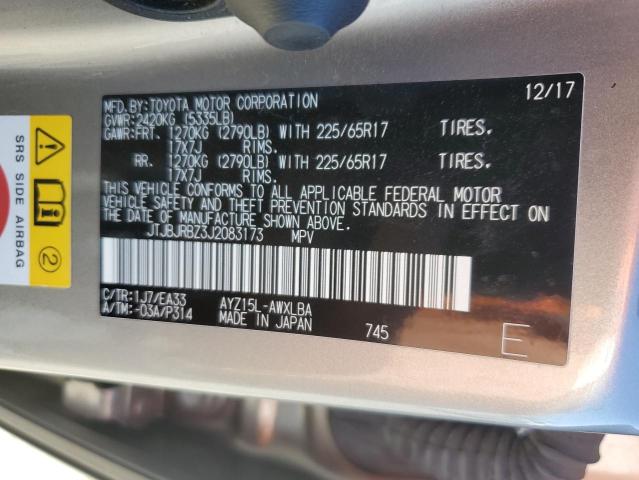 MFD.BY:TOYOTA MOTOR CORPORATION 12/17
GVWR:2420KG (5335LB)
GAWR:FRT. 1270KG (2790LB) WITH 225/65R17 TIRES.
17X7J RIMS.
RR. 1270KG (2790LB) WITH 225/65R17 TIRES.
17X7J RIMS.
THIS VEHICLE CONFORMS TO ALL APPLICABLE FEDERAL MOTOR
VEHICLE SAFETY AND THEFT PREVENTION STANDARDS IN EFFECT ON
THE DATE OF MANUFACTURE SHOWN ABOVE.
JTJBJRBZ3J2083173 MPV
C/TR:1J7/EA33 AYZ15L-AWXLBA
A/TM:-03A/P314 MADE IN JAPAN 745
E
SRS SIDE AIRBAG
2